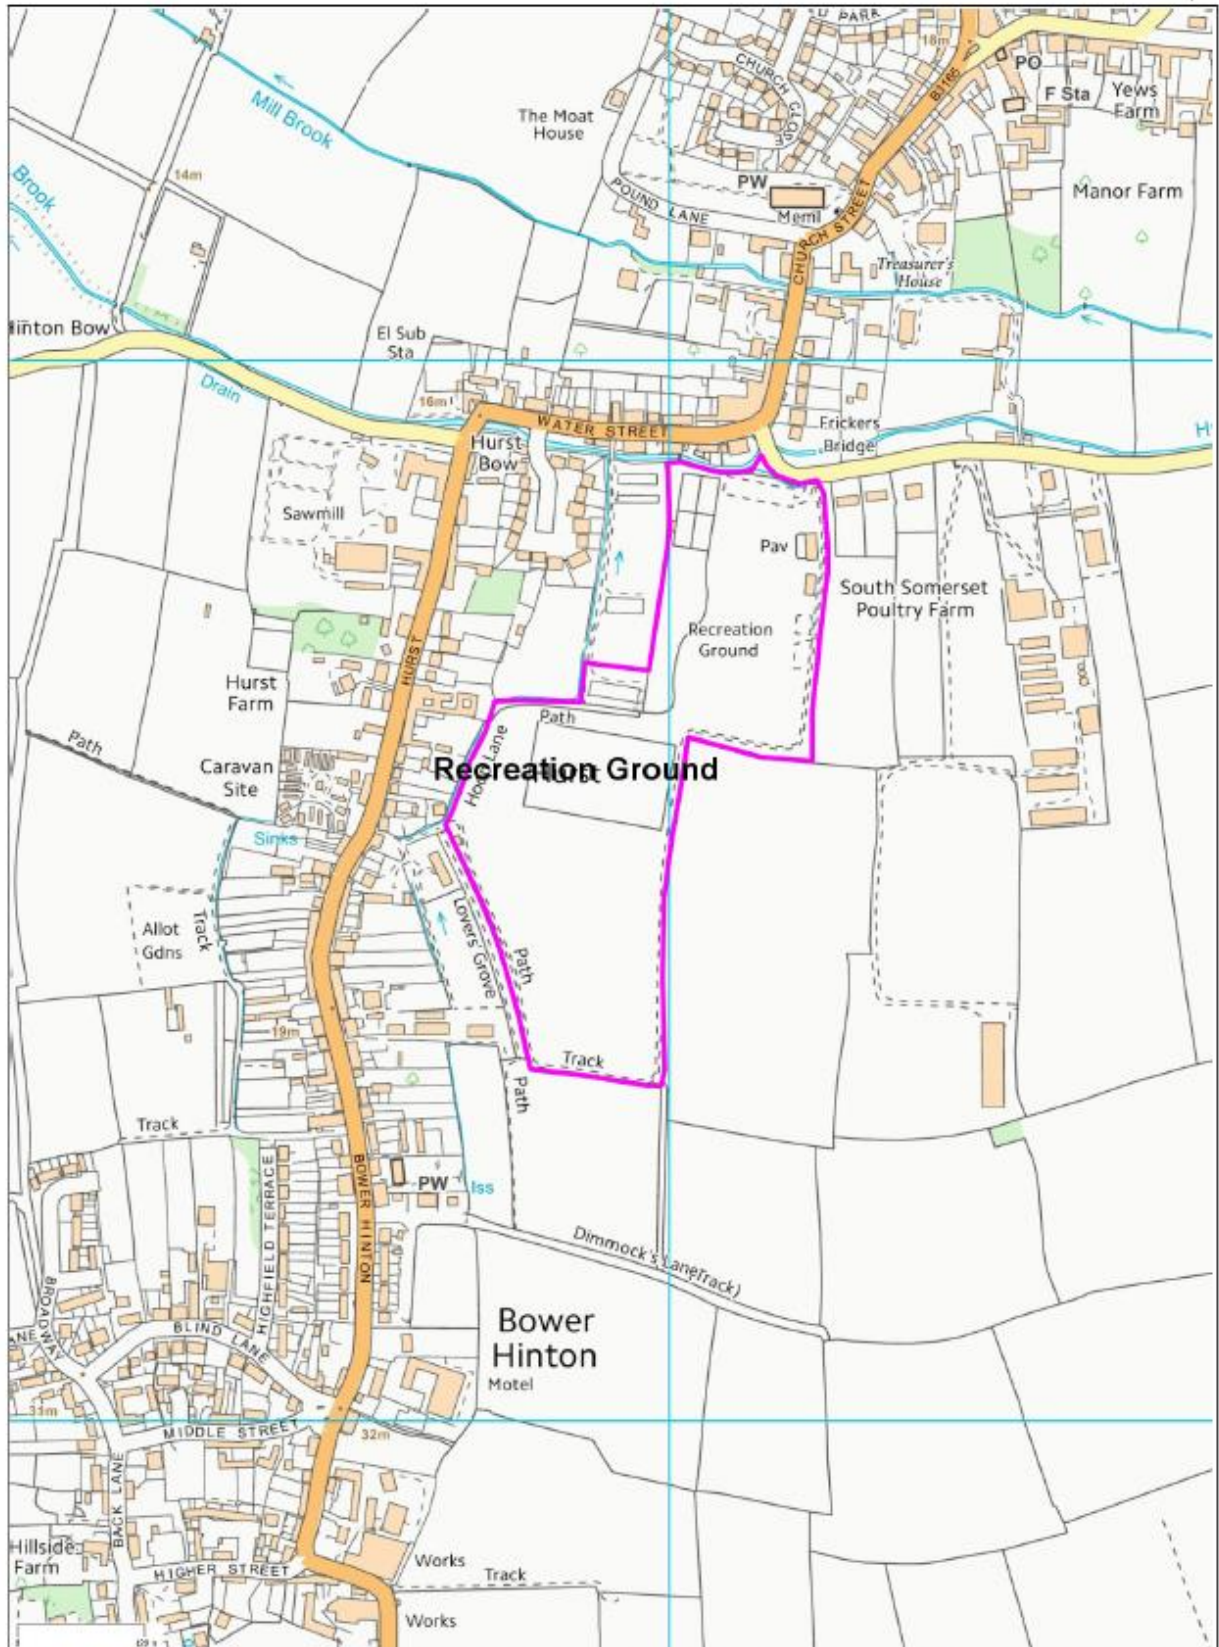 U PARK
18m
PO
CHURCH CLOSE
B3165
F Sta
Yews
Farm
Mill Brook
The Moat
House
14m
Brook
PW
POUND LANE
Meml
Manor Farm
CHURCH STREET
Treasurer's
House
Hinton Bow
El Sub
Sta
Drain
16m
WATER STREET
Frickers
Bridge
H
Hurst
Bow
Sawmill
Pav
South Somerset
Poultry Farm
Recreation
Ground
HURST
Hurst
Farm
Path
Path
Caravan
Site
Lane
Recreation Ground
Hurst
Sinks
Track
Allot
Gdns
Lovers Grove
Path
19m
Track
Path
Track
HIGHFIELD TERRACE
BOWER HINTON
PW
Iss
Dimmock's Lane
Track)
BROADWAY
ANE
BLIND LANE
Bower
Hinton
Motel
31m
MIDDLE STREET
32m
BACK LANE
Hillside
Farm
HIGHER STREET
Works
Track
Works